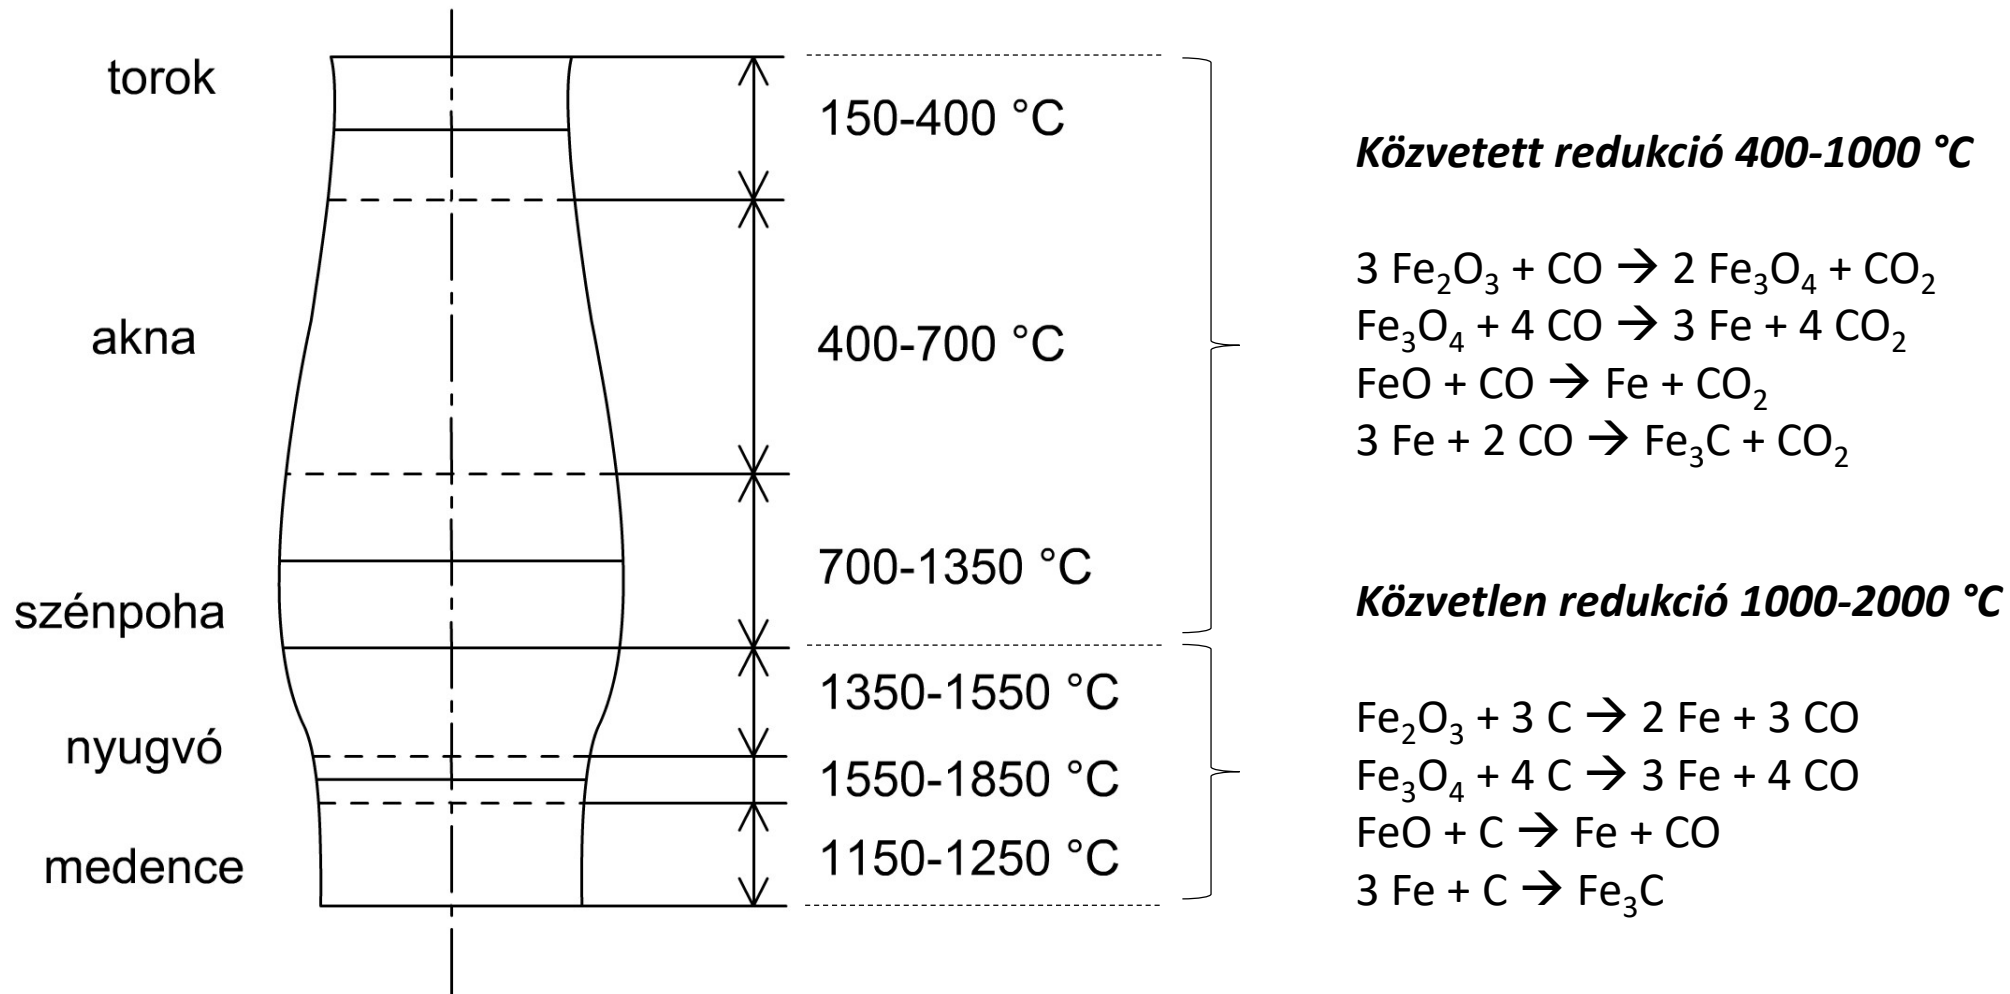 torok
akna
szénpoha
nyugvó
medence
150-400 °C
400-700 °C
700-1350 °C
1350-1550 °C
1550-1850 °C
1150-1250 °C
Közvetett redukció 400-1000 °C
3 Fe₂O₃ + CO → 2 Fe₃O₄ + CO₂
Fe₃O₄ + 4 CO → 3 Fe + 4 CO₂
FeO + CO → Fe + CO₂
3 Fe + 2 CO → Fe₃C + CO₂
Közvetlen redukció 1000-2000 °C
Fe₂O₃ + 3 C → 2 Fe + 3 CO
Fe₃O₄ + 4 C → 3 Fe + 4 CO
FeO + C → Fe + CO
3 Fe + C → Fe₃C